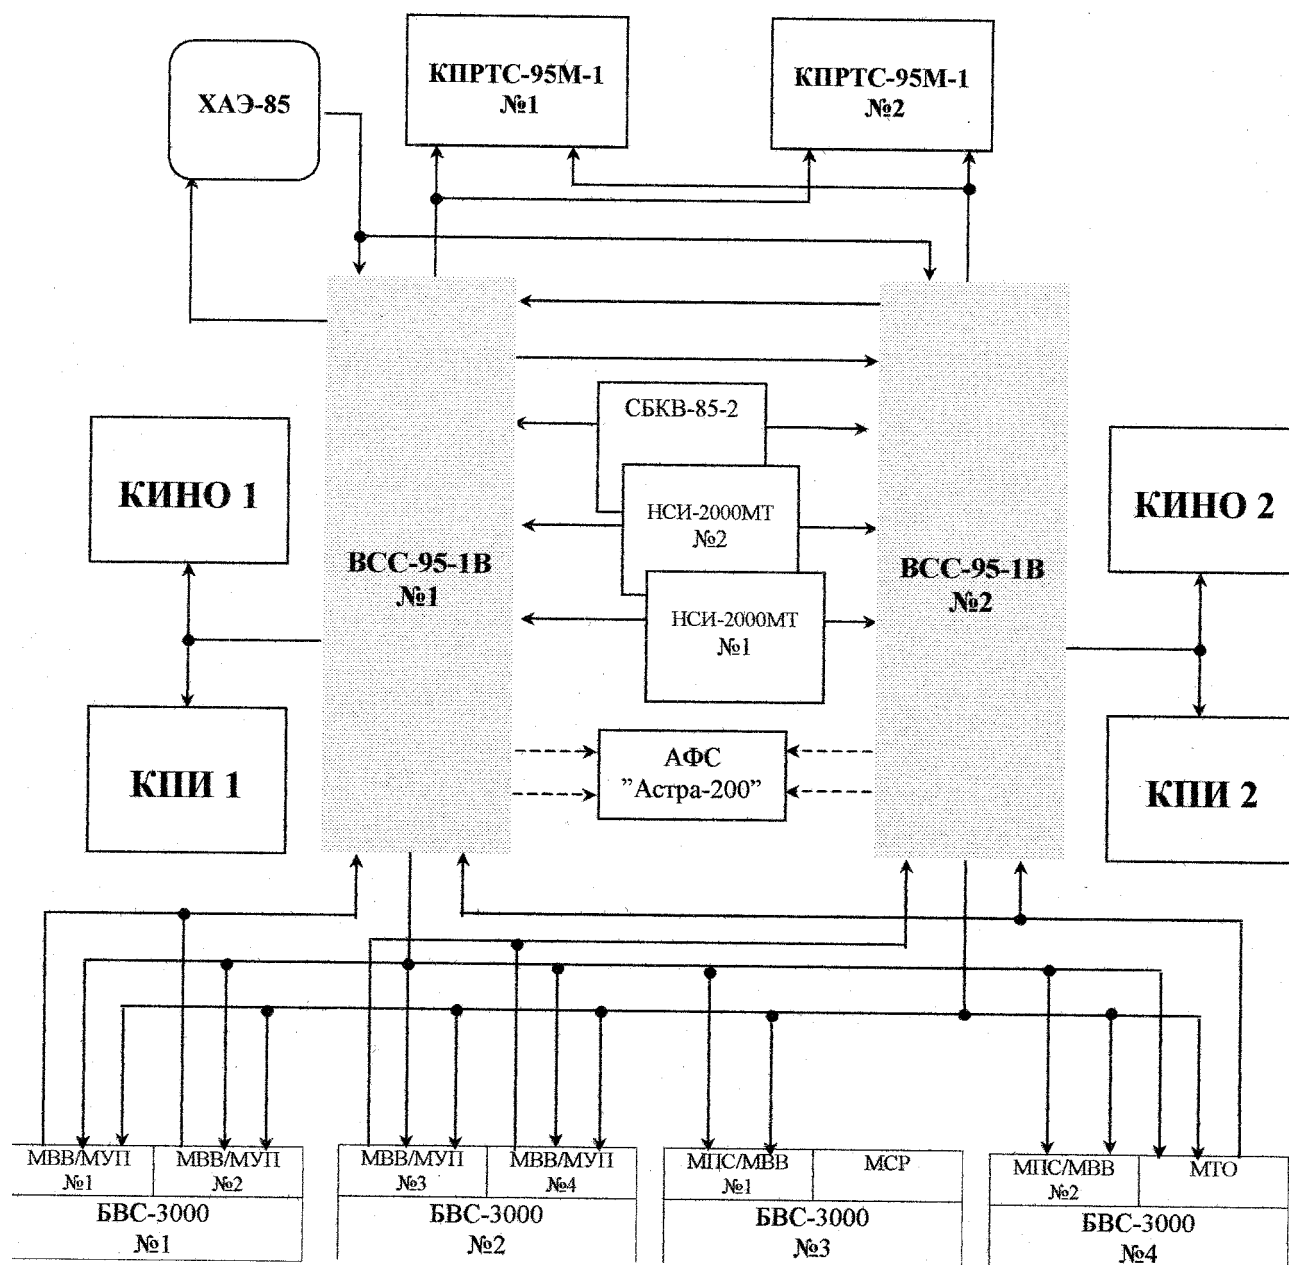 ХАЭ-85
КПРТС-95М-1
№1
КПРТС-95М-1
№2
СБКВ-85-2
КИНО 1
НСИ-2000МТ
№2
КИНО 2
ВСС-95-1В
№1
ВСС-95-1В
№2
НСИ-2000МТ
№1
КПИ 1
АФС
”Астра-200”
КПИ 2
МВВ/МУП
№1
МВВ/МУП
№2
БВС-3000
№1
МВВ/МУП
№3
МВВ/МУП
№4
БВС-3000
№2
МПС/МВВ
№1
МСР
БВС-3000
№3
МПС/МВВ
№2
МТО
БВС-3000
№4